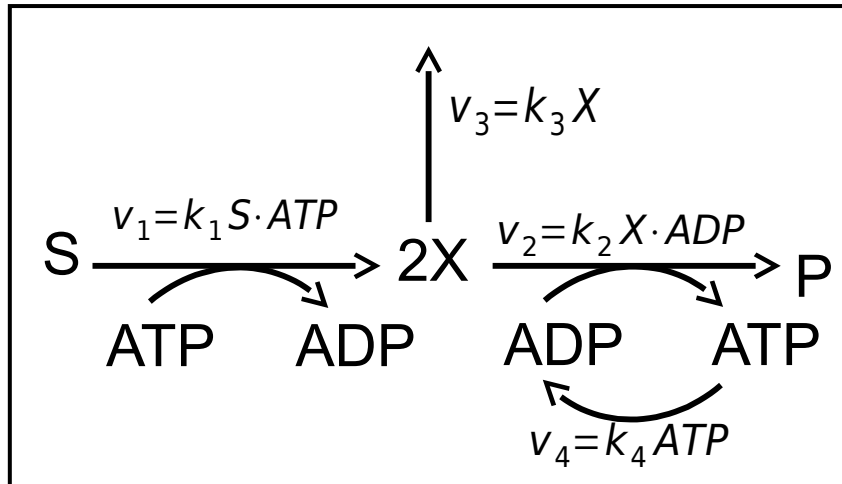 v₃=k₃X
v₁=k₁S·ATP
v₂=k₂X·ADP
S
2X
P
ATP
ADP
ADP
ATP
v₄=k₄ATP